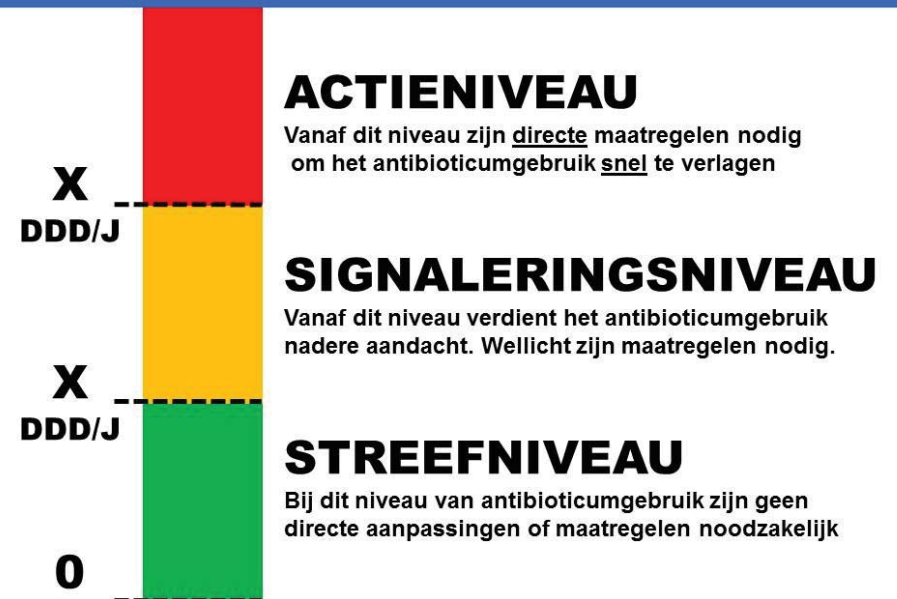 ACTIENIVEAU
Vanaf dit niveau zijn directe maatregelen nodig
om het antibioticumgebruik snel te verlagen
X
DDD/J
SIGNALERINGSNIVEAU
Vanaf dit niveau verdient het antibioticumgebruik
nadere aandacht. Wellicht zijn maatregelen nodig.
X
DDD/J
STREEFNIVEAU
Bij dit niveau van antibioticumgebruik zijn geen
directe aanpassingen of maatregelen noodzakelijk
0